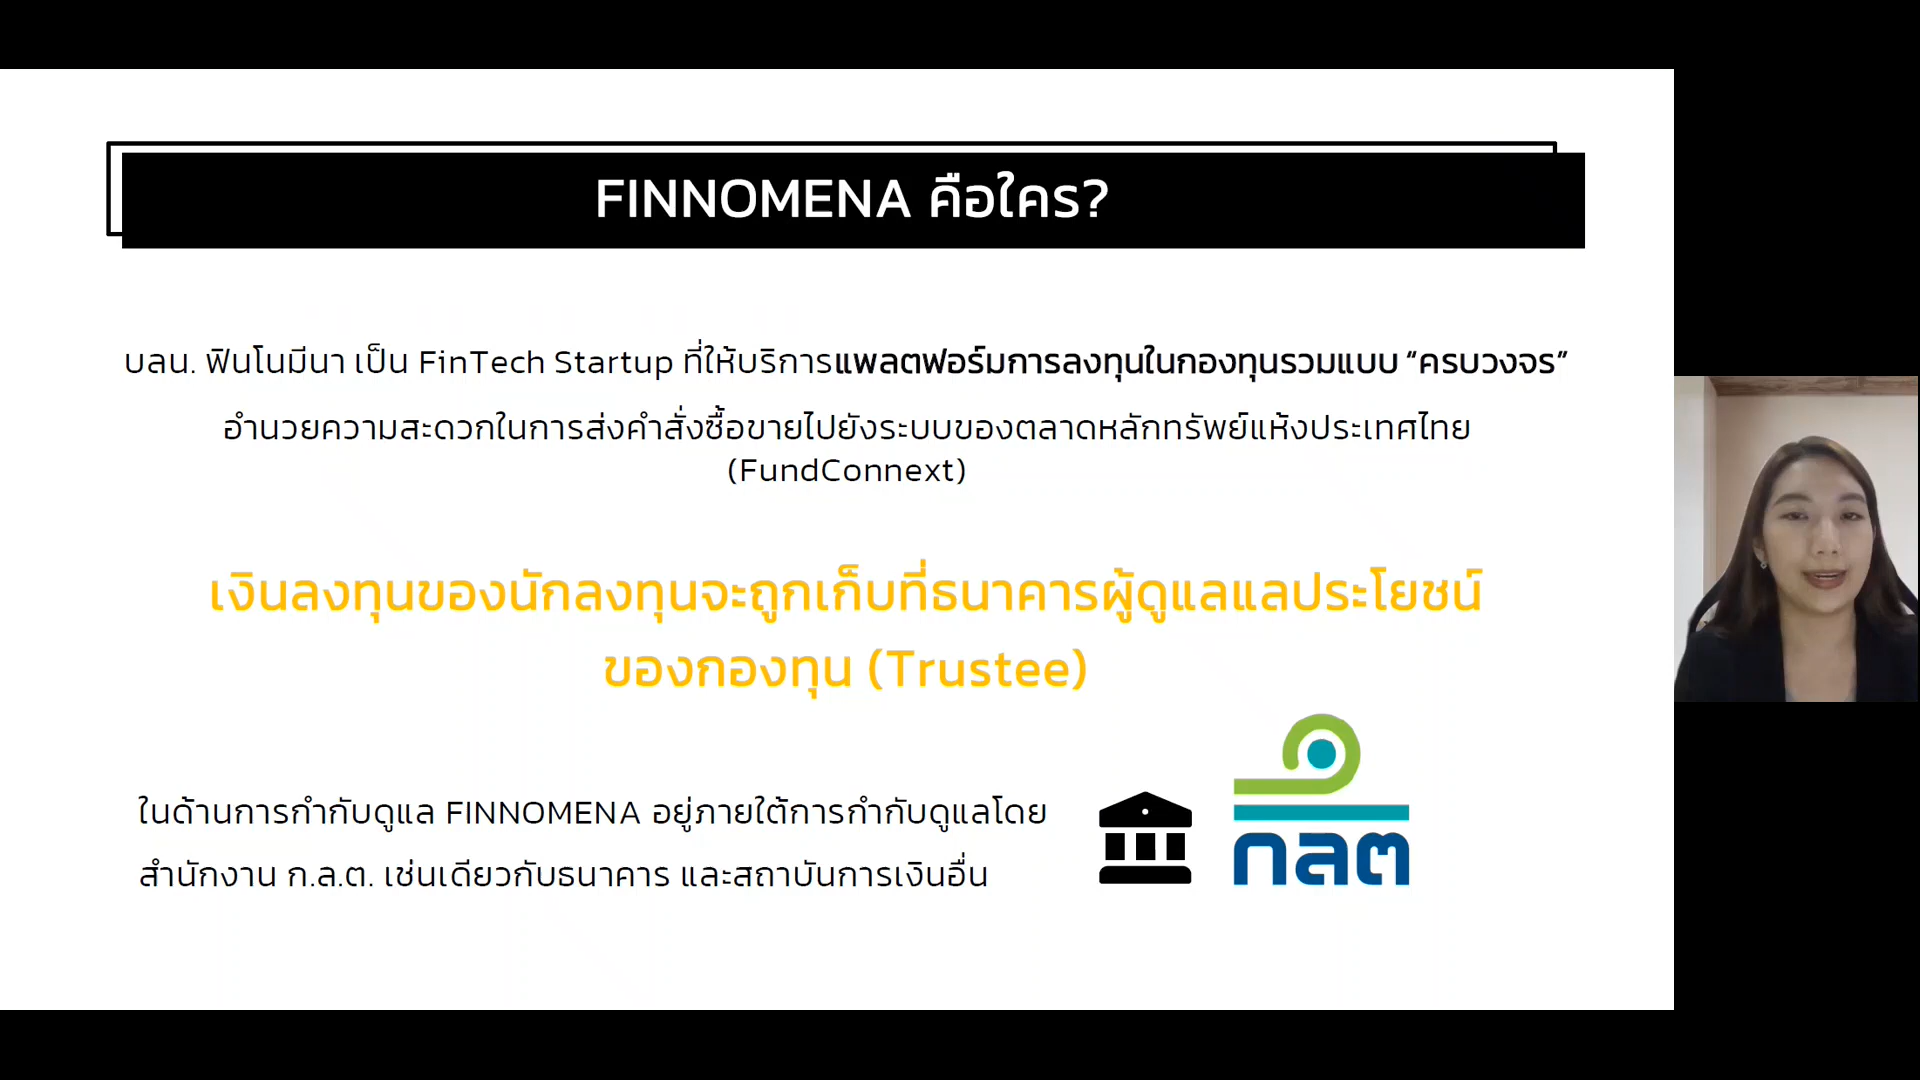 FINNOMENA คือใคร?
บลน. ฟินโนมีนา เป็น FinTech Startup ที่ให้บริการแพลตฟอร์มการลงทุนในกองทุนรวมแบบ “ครบวงจร”
อำนวยความสะดวกในการส่งคำสั่งซื้อขายไปยังระบบของตลาดหลักทรัพย์แห้งประเทศไทย
(FundConnext)
เงินลงทุนของนักลงทุนจะถูกเก็บที่ธนาคารผู้ดูแลแลประโยชน์
ของกองทุน (Trustee)
ในด้านการกำกับดูแล FINNOMENA อยู่ภายใต้การกำกับดูแลโดย
สำนักงาน ก.ล.ต. เช่นเดียวกับธนาคาร และสถาบันการเงินอื่น
กลต